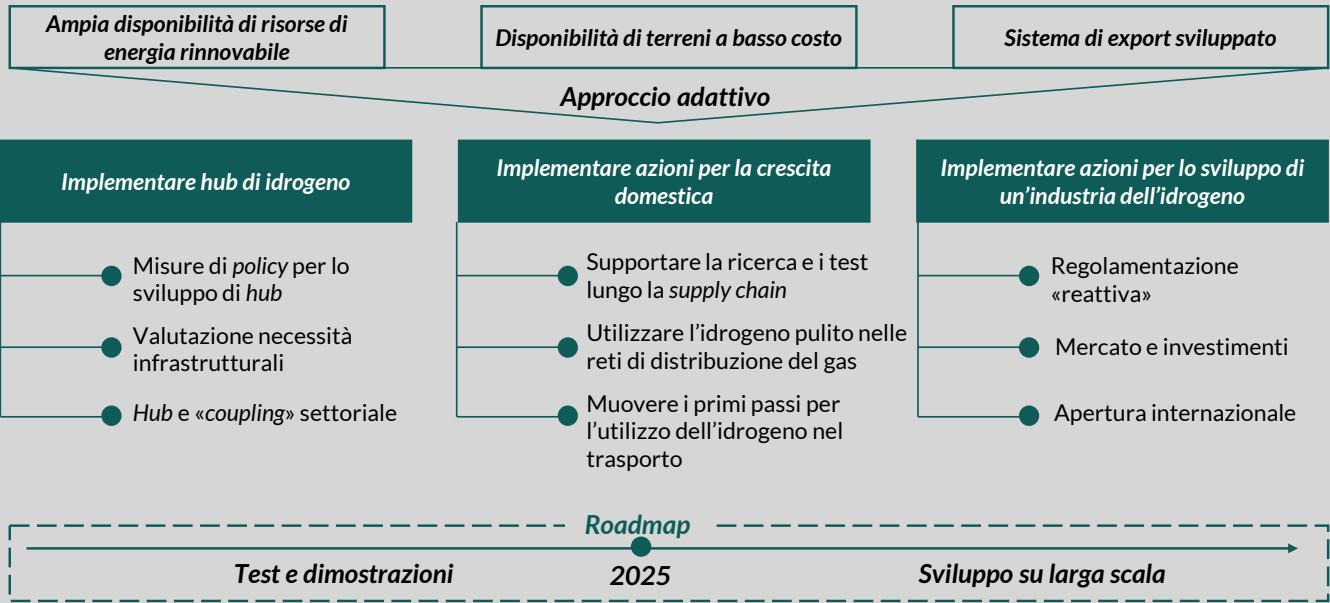 Ampia disponibilità di risorse di
energia rinnovabile
Disponibilità di terreni a basso costo
Sistema di export sviluppato
Approccio adattivo
Implementare hub di idrogeno
Misure di policy per lo
sviluppo di hub
Valutazione necessità
infrastrutturali
Hub e «coupling» settoriale
Implementare azioni per la crescita
domestica
Supportare la ricerca e i test
lungo la supply chain
Utilizzare l’idrogeno pulito nelle
reti di distribuzione del gas
Muovere i primi passi per
l’utilizzo dell’idrogeno nel
trasporto
Implementare azioni per lo sviluppo di
un’industria dell’idrogeno
Regolamentazione
«reattiva»
Mercato e investimenti
Apertura internazionale
Roadmap
Test e dimostrazioni
2025
Sviluppo su larga scala